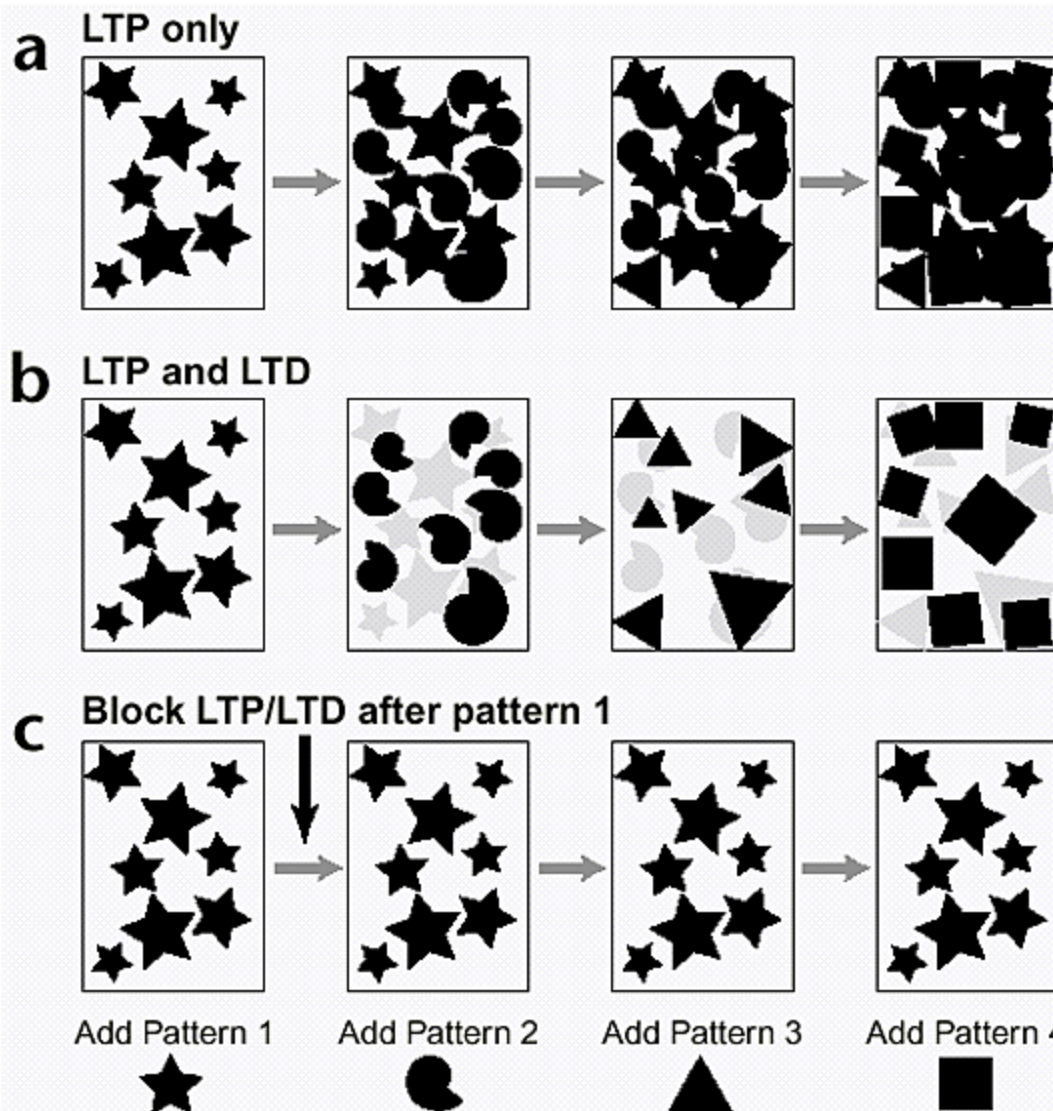 a
LTP only
b
LTP and LTD
c
Block LTP/LTD after pattern 1
Add Pattern 1
Add Pattern 2
Add Pattern 3
Add Pattern 4